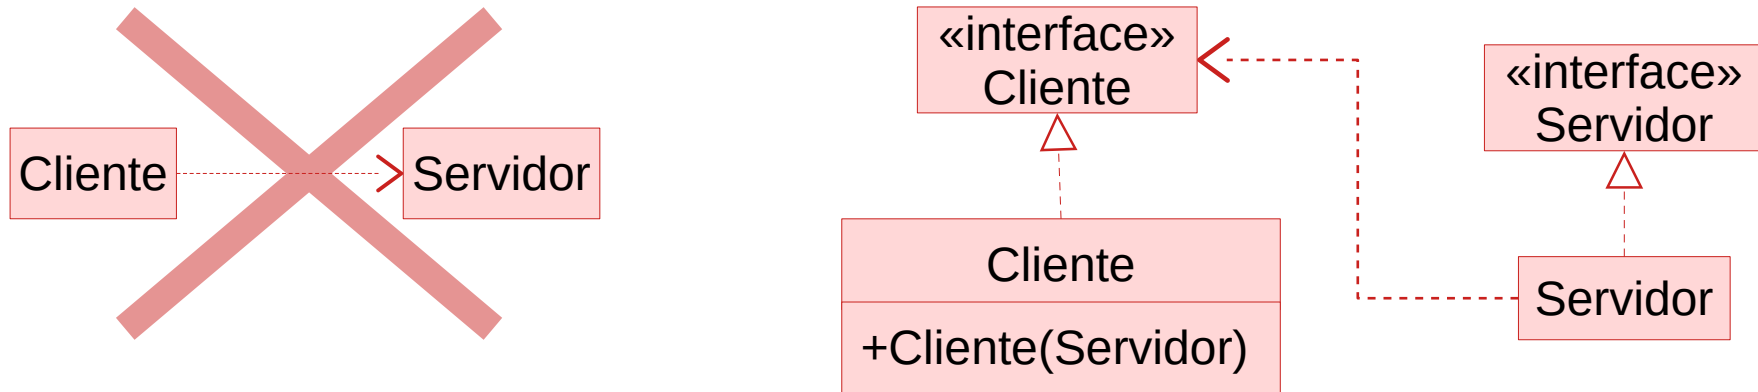 Cliente
Servidor
«interface»
Cliente
Cliente
+Cliente(Servidor)
«interface»
Servidor
Servidor